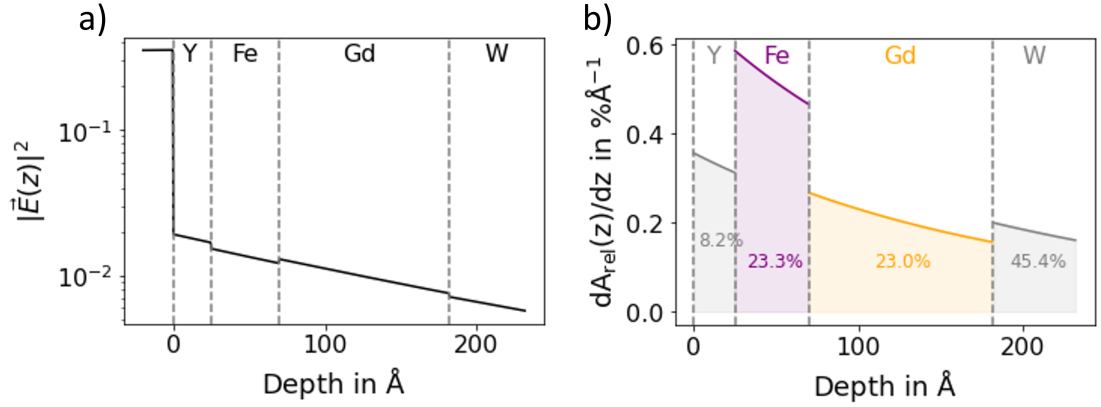 a)
Y Fe Gd W
|E⃗(z)|²
10⁻¹
10⁻²
0 100 200
Depth in Å
b)
Y Fe Gd W
dA_rel(z)/dz in %Å⁻¹
0.6
0.4
0.2
0.0
8.2%
23.3% 23.0% 45.4%
0 100 200
Depth in Å